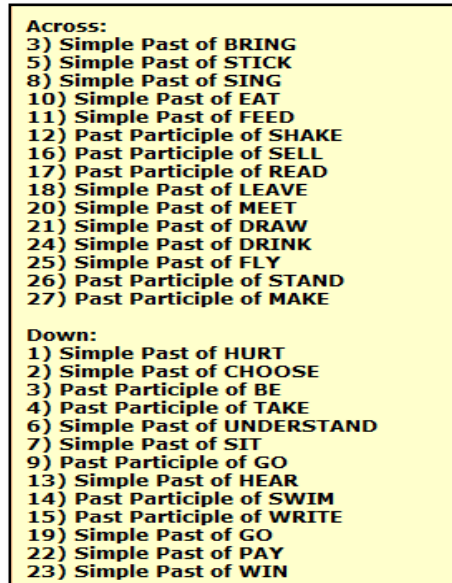 Across:
3) Simple Past of BRING
5) Simple Past of STICK
8) Simple Past of SING
10) Simple Past of EAT
11) Simple Past of FEED
12) Past Participle of SHAKE
16) Past Participle of SELL
17) Past Participle of READ
18) Simple Past of LEAVE
20) Simple Past of MEET
21) Simple Past of DRAW
24) Simple Past of DRINK
25) Simple Past of FLY
26) Past Participle of STAND
27) Past Participle of MAKE
Down:
1) Simple Past of HURT
2) Simple Past of CHOOSE
3) Past Participle of BE
4) Past Participle of TAKE
6) Simple Past of UNDERSTAND
7) Simple Past of SIT
9) Past Participle of GO
13) Simple Past of HEAR
14) Past Participle of SWIM
15) Past Participle of WRITE
19) Simple Past of GO
22) Simple Past of PAY
23) Simple Past of WIN